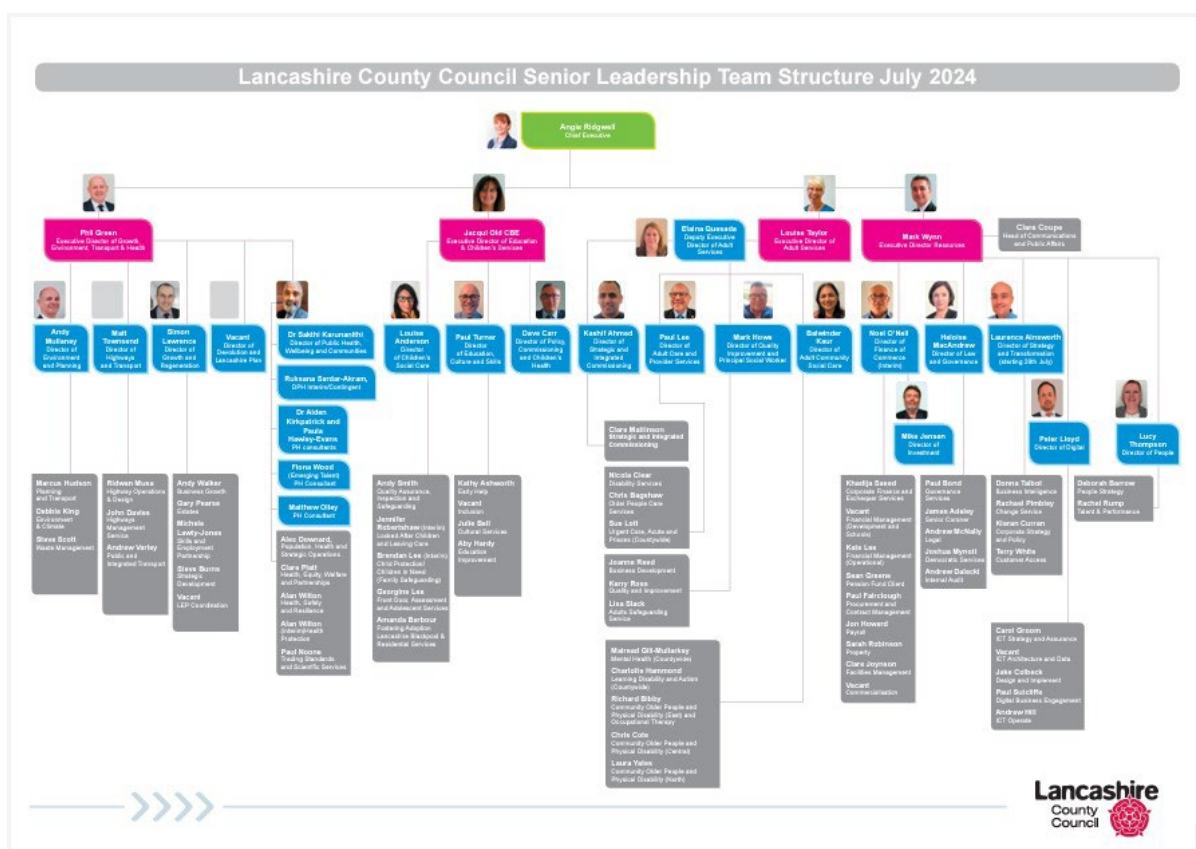 Lancashire County Council Senior Leadership Team Structure July 2024
Angie Ridgwell
Chief Executive
Phil Green
Executive Director of Growth,
Environment, Transport & Health
Jacqui Old CBE
Executive Director of Education
& Children's Services
Elaina Quesada
Deputy Executive
Director of Adult
Services
Louise Taylor
Executive Director of
Adult Services
Mark Wynn
Executive Director Resources
Clare Coupe
Head of Communications
and Public Affairs
Andy
Mullaney
Director of
Environment
and Planning
Matt
Townsend
Director of
Highways
and Transport
Simon
Lawrence
Director of
Growth and
Regeneration
Vacant
Director of
Devolution and
Lancashire Plan
Dr Sakthi Karunanithi
Director of Public Health,
Wellbeing and Communities
Louise
Anderson
Director
of Children's
Social Care
Paul Turner
Director
of Education,
Culture and Skills
Dave Carr
Director of Policy,
Commissioning
and Children's
Health
Kashif Ahmed
Director of
Strategic and
Integrated
Commissioning
Paul Lee
Director of
Adult Care and
Provider Services
Mark Howe
Director of Quality
Improvement and
Principal Social Worker
Balwinder
Kaur
Director of
Adult Community
Social Care
Noel O'Neil
Director of
Finance of
Commerce
(Interim)
Heloise
MacAndrew
Director of Law
and Governance
Laurence Ainsworth
Director of Strategy
and Transformation
(starting 28th July)
Ruksana Sardar-Akram,
DPH Interim/Contingent
Dr Aiden
Kirkpatrick and
Paula
Hawley-Evans
PH consultants
Fiona Wood
(Emerging Talent)
PH Consultant
Matthew Olley
PH Consultant
Mike Jensen
Director of
Investment
Peter Lloyd
Director of Digital
Lucy
Thompson
Director of People
Marcus Hudson
Planning
and Transport
Debbie King
Environment
& Climate
Steve Scott
Waste Management
Ridwan Musa
Highway Operations
& Design
John Davies
Highways
Management
Service
Andrew Varley
Public and
Integrated Transport
Andy Walker
Business Growth
Gary Pearse
Estates
Michele
Lawty-Jones
Skills and
Employment
Partnership
Steve Burns
Strategic
Development
Vacant
LEP Coordination
Alec Downard,
Population, Health and
Strategic Operations
Clare Platt
Health, Equity, Welfare
and Partnerships
Alan Wilton
Health, Safety
and Resilience
Alan Wilton
(Interim)Health
Protection
Paul Noone
Trading Standards
and Scientific Services
Andy Smith
Quality Assurance,
Inspection and
Safeguarding
Jennifer
Robertshaw (Interim)
Looked After Children
and Leaving Care
Brendan Lee (Interim)
Child Protection/
Children in Need
(Family Safeguarding)
Georgina Lee
Front Door, Assessment
and Adolescent Services
Amanda Barbour
Fostering Adoption
Lancashire Blackpool &
Residential Services
Kathy Ashworth
Early Help
Vacant
Inclusion
Julie Bell
Cultural Services
Aby Hardy
Education
Improvement
Clare Mattinson
Strategic and Integrated
Commissioning
Nicola Clear
Disability Services
Chris Bagshaw
Older People Care
Services
Sue Lott
Urgent Care, Acute and
Prisons (Countywide)
Joanne Reed
Business Development
Kerry Ross
Quality and Improvement
Lisa Slack
Adults Safeguarding
Service
Mairead Gill-Mullarkey
Mental Health (Countywide)
Charlotte Hammond
Learning Disability and Autism
(Countywide)
Richard Bibby
Community Older People and
Physical Disability (East) and
Occupational Therapy
Chris Cote
Community Older People and
Physical Disability (Central)
Laura Yates
Community Older People and
Physical Disability (North)
Khadija Saeed
Corporate Finance and
Exchequer Services
Vacant
Financial Management
(Development and
Schools)
Kate Lee
Financial Management
(Operational)
Sean Greene
Pension Fund Client
Paul Fairclough
Procurement and
Contract Management
Jon Howard
Payroll
Sarah Robinson
Property
Clare Joynson
Facilities Management
Vacant
Commercialisation
Paul Bond
Governance
Services
James Adeley
Senior Coroner
Andrew McNally
Legal
Joshua Mynott
Democratic Services
Andrew Dalecki
Internal Audit
Donna Talbot
Business Intelligence
Rachael Pimbley
Change Service
Kieran Curran
Corporate Strategy
and Policy
Terry White
Customer Access
Deborah Barrow
People Strategy
Rachel Rump
Talent & Performance
Carol Groom
ICT Strategy and Assurance
Vacant
ICT Architecture and Data
Jake Colbeck
Design and Implement
Paul Sutcliffe
Digital Business Engagement
Andrew Hill
ICT Operate
Lancashire
County
Council